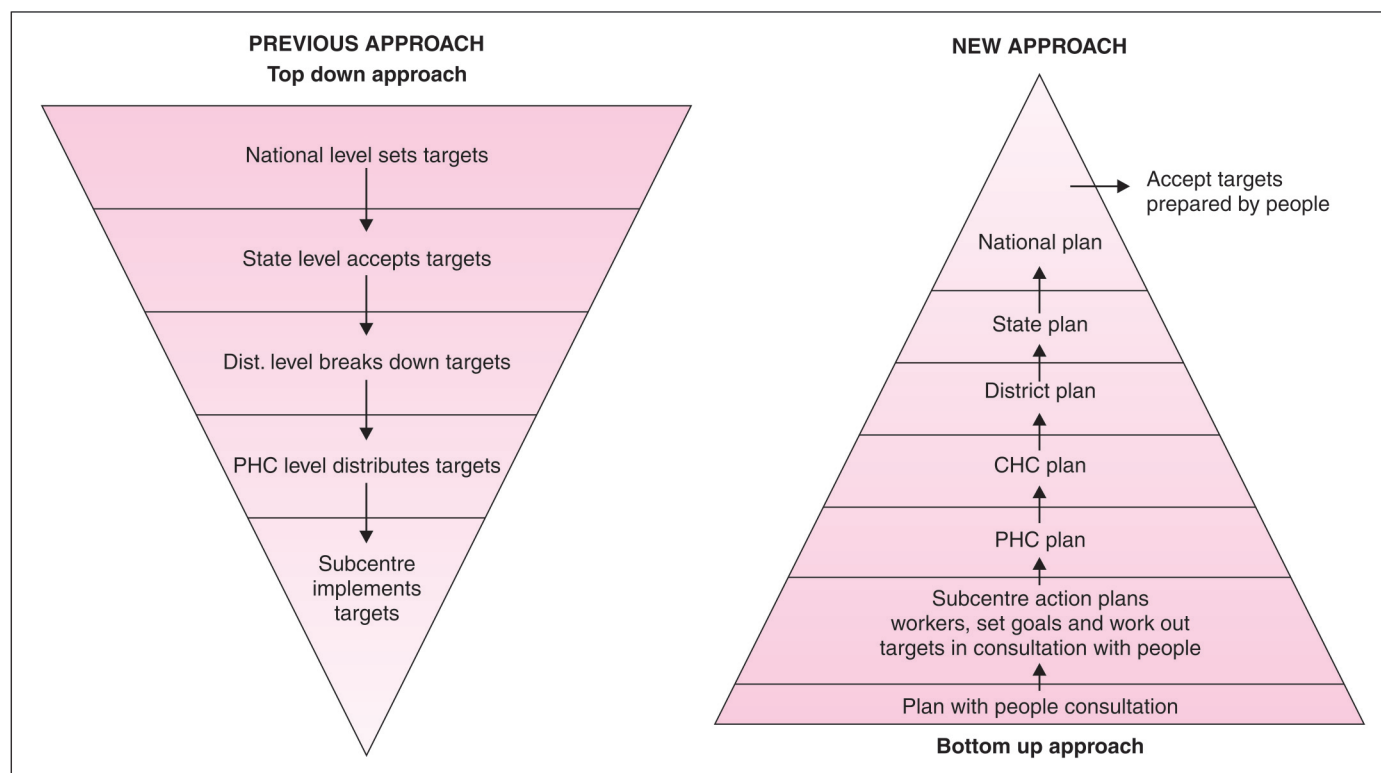 PREVIOUS APPROACH
Top down approach
National level sets targets
State level accepts targets
Dist. level breaks down targets
PHC level distributes targets
Subcentre
implements
targets
NEW APPROACH
Accept targets
prepared by people
National plan
State plan
District plan
CHC plan
PHC plan
Subcentre action plans
workers, set goals and work out
targets in consultation with people
Plan with people consultation
Bottom up approach